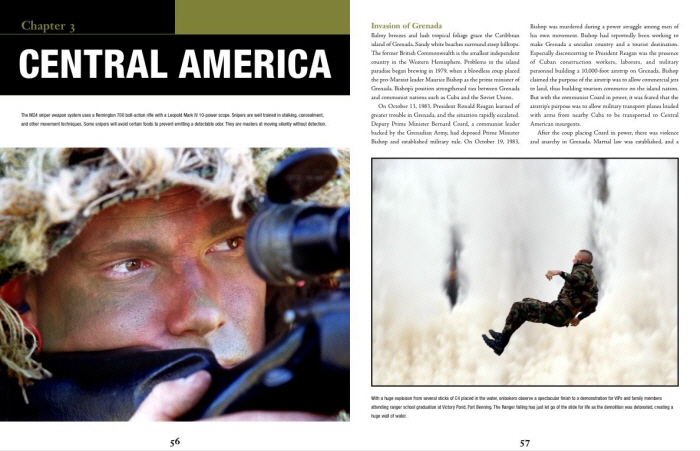 Chapter 3
CENTRAL AMERICA
The M24 sniper weapon system uses a Remington 700 bolt-action rifle with a Leupold Mark IV 10-power scope. Snipers are well trained in stalking, concealment,
and other movement techniques. Some snipers will avoid certain foods to prevent emitting a detectable odor. They are masters at moving silently without detection.
56
Invasion of Grenada
Balmy breezes and lush tropical foliage grace the Caribbean
island of Grenada. Sandy white beaches surround steep hilltops.
The former British Commonwealth is the smallest independent
country in the Western Hemisphere. Problems in the island
paradise began brewing in 1979, when a bloodless coup placed
the pro-Marxist leader Maurice Bishop as the prime minister of
Grenada. Bishop's position strengthened ties between Grenada
and communist nations such as Cuba and the Soviet Union.
On October 13, 1983, President Ronald Reagan learned of
greater trouble in Grenada, and the situation rapidly escalated.
Deputy Prime Minister Bernard Coard, a communist leader
backed by the Grenadian Army, had deposed Prime Minister
Bishop and established military rule. On October 19, 1983,
Bishop was murdered during a power struggle among men of
his own movement. Bishop had reportedly been working to
make Grenada a socialist country and a tourist destination.
Especially disconcerting to President Reagan was the presence
of Cuban construction workers, laborers, and military
personnel building a 10,000-foot airstrip on Grenada. Bishop
claimed the purpose of the airstrip was to allow commercial jets
to land, thus building tourism commerce on the island nation.
But with the communist Coard in power, it was feared that the
airstrip's purpose was to allow military transport planes loaded
with arms from nearby Cuba to be transported to Central
American insurgents.
After the coup placing Coard in power, there was violence
and anarchy in Grenada. Martial law was established, and a
With a huge explosion from several sticks of C4 placed in the water, onlookers observe a spectacular finish to a demonstration for VIPs and family members
attending ranger school graduation at Victory Pond, Fort Benning. The Ranger falling has just let go of the slide for life as the demolition was detonated, creating a
huge wall of water.
57